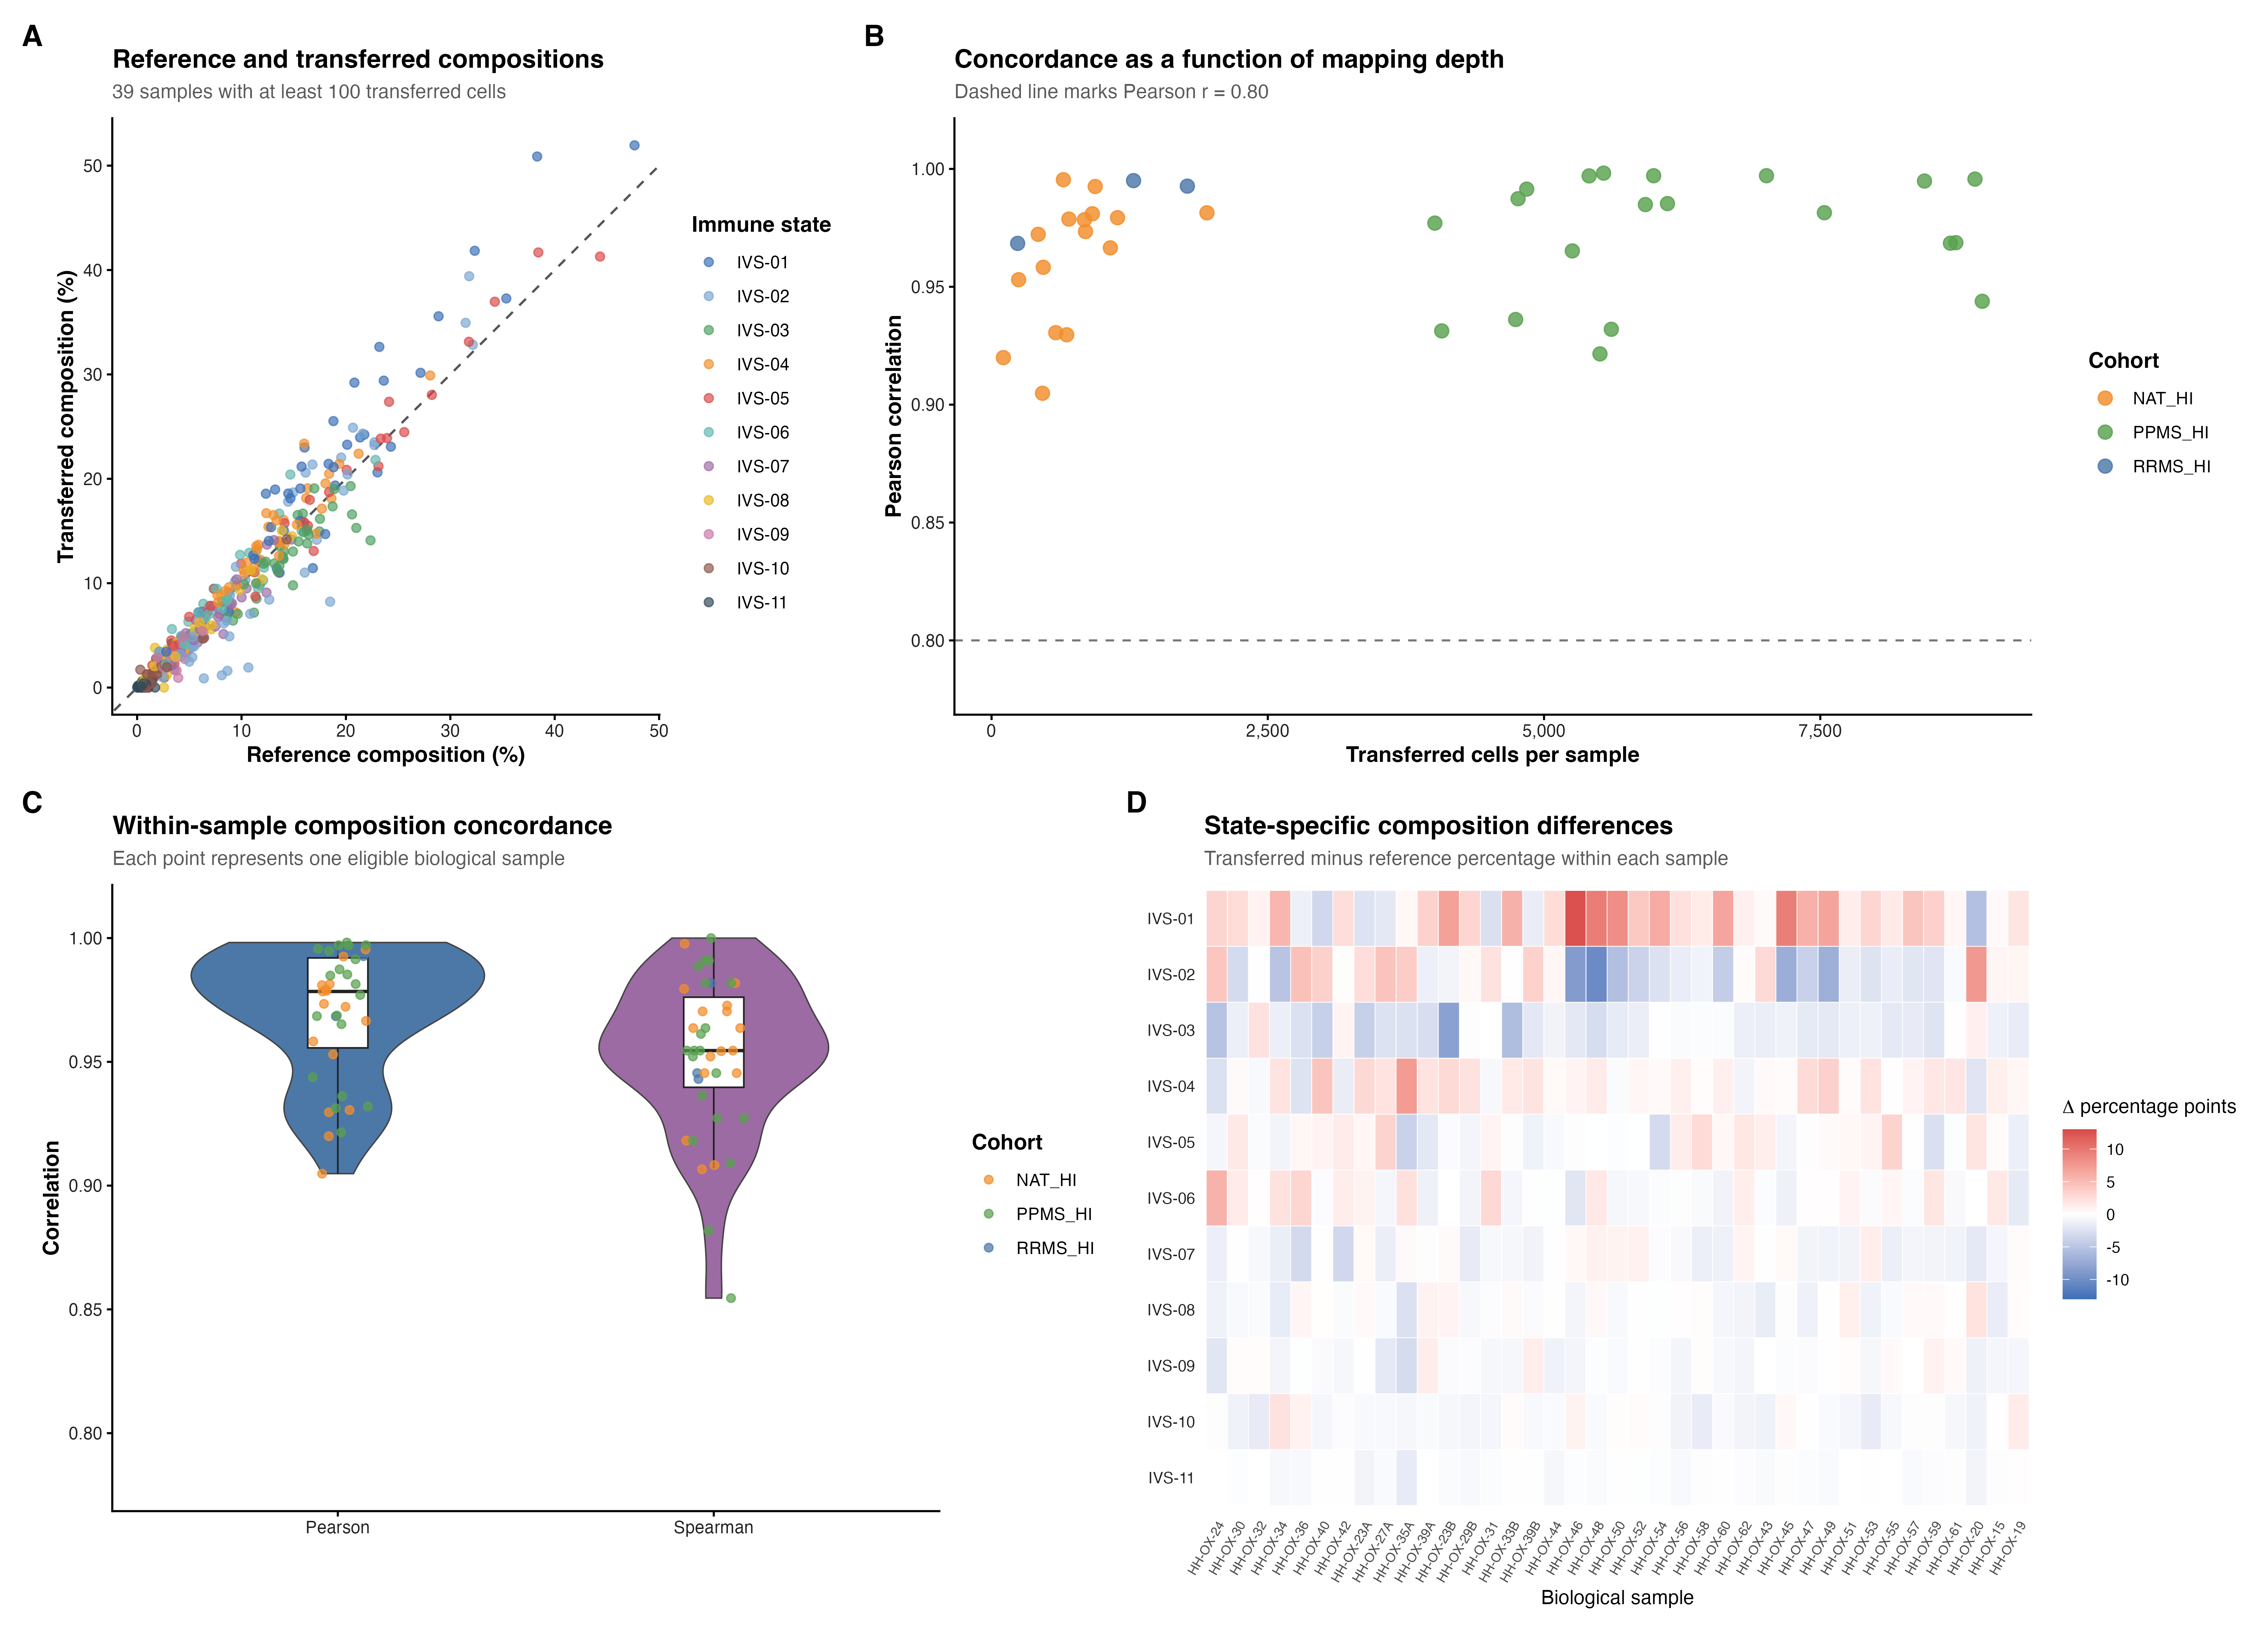 A
Reference and transferred compositions
39 samples with at least 100 transferred cells
Transferred composition (%)
50
40
30
20
10
0
0 10 20 30 40 50
Reference composition (%)
Immune state
IVS-01
IVS-02
IVS-03
IVS-04
IVS-05
IVS-06
IVS-07
IVS-08
IVS-09
IVS-10
IVS-11
B
Concordance as a function of mapping depth
Dashed line marks Pearson r = 0.80
Pearson correlation
1.00
0.95
0.90
0.85
0.80
0 2,500 5,000 7,500
Transferred cells per sample
Cohort
NAT_HI
PPMS_HI
RRMS_HI
C
Within-sample composition concordance
Each point represents one eligible biological sample
Correlation
1.00
0.95
0.90
0.85
0.80
Pearson Spearman
Cohort
NAT_HI
PPMS_HI
RRMS_HI
D
State-specific composition differences
Transferred minus reference percentage within each sample
IVS-01
IVS-02
IVS-03
IVS-04
IVS-05
IVS-06
IVS-07
IVS-08
IVS-09
IVS-10
IVS-11
HH-OX-24
HH-OX-30
HH-OX-32
HH-OX-34
HH-OX-36
HH-OX-40
HH-OX-42
HH-OX-23A
HH-OX-27A
HH-OX-35A
HH-OX-39A
HH-OX-23B
HH-OX-29B
HH-OX-31
HH-OX-33B
HH-OX-39B
HH-OX-44
HH-OX-46
HH-OX-48
HH-OX-50
HH-OX-52
HH-OX-54
HH-OX-56
HH-OX-58
HH-OX-60
HH-OX-62
HH-OX-43
HH-OX-45
HH-OX-47
HH-OX-49
HH-OX-51
HH-OX-53
HH-OX-55
HH-OX-57
HH-OX-59
HH-OX-61
HH-OX-20
HH-OX-15
HH-OX-19
Biological sample
Δ percentage points
10
5
0
-5
-10